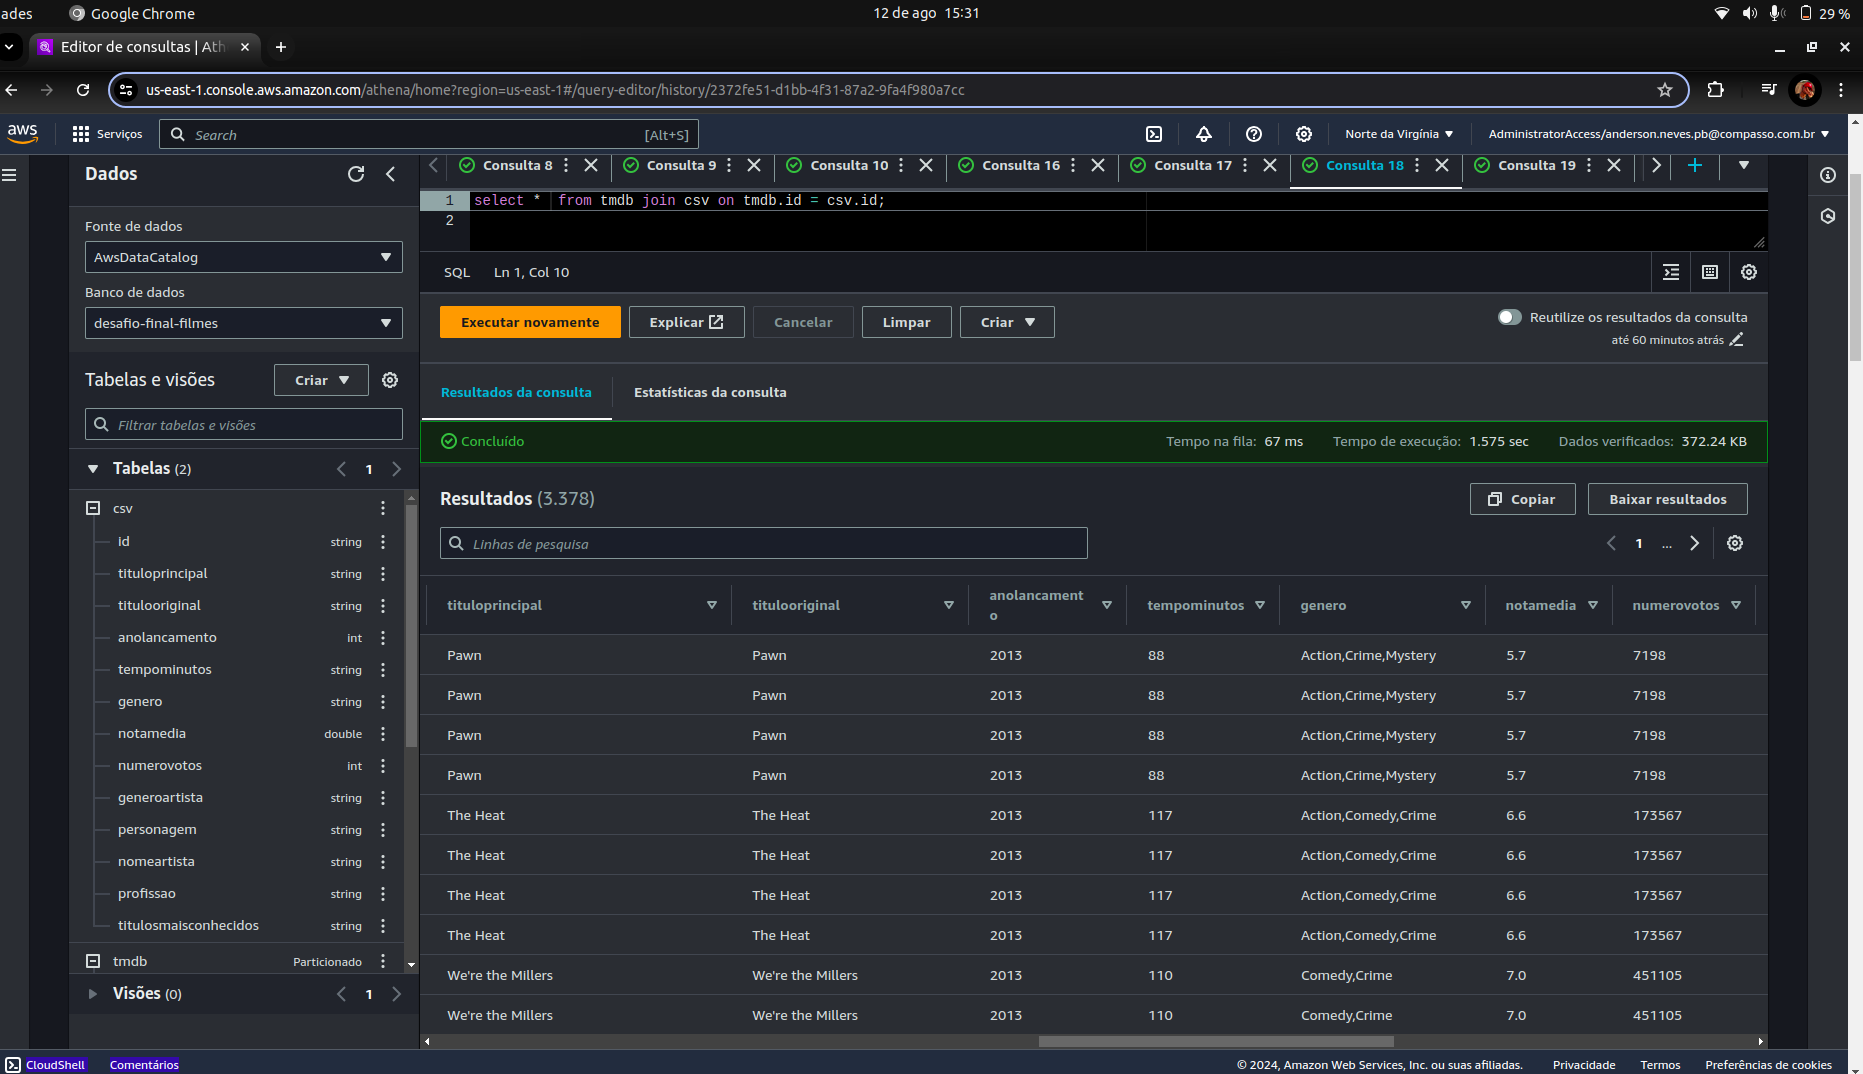 ades Google Chrome 12 de ago 15:31 29 %
Editor de consultas | Ath
us-east-1.console.aws.amazon.com/athena/home?region=us-east-1#/query-editor/history/2372fe51-d1bb-4f31-87a2-9fa4f980a7cc
aws Serviços Search [Alt+S] Norte da Virgínia AdministratorAccess/anderson.neves.pb@compasso.com.br
Dados
Fonte de dados
AwsDataCatalog
Banco de dados
desafio-final-filmes
Tabelas e visões Criar
Filtrar tabelas e visões
Tabelas (2) 1
csv
id string
tituloprincipal string
titulooriginal string
anolancamento int
tempominutos string
genero string
notamedia double
numerovotos int
generoartista string
personagem string
nomeartista string
profissao string
titulosmaisconhecidos string
tmdb Particionado
Visões (0) 1
Consulta 8 Consulta 9 Consulta 10 Consulta 16 Consulta 17 Consulta 18 Consulta 19
1 select * from tmdb join csv on tmdb.id = csv.id;
2
SQL Ln 1, Col 10
Executar novamente Explicar Cancelar Limpar Criar
Reutilize os resultados da consulta
até 60 minutos atrás
Resultados da consulta Estatísticas da consulta
Concluído Tempo na fila: 67 ms Tempo de execução: 1.575 sec Dados verificados: 372.24 KB
Resultados (3.378) Copiar Baixar resultados
Linhas de pesquisa 1 ...
tituloprincipal titulooriginal anolancamento tempominutos genero notamedia numerovotos
Pawn Pawn 2013 88 Action,Crime,Mystery 5.7 7198
Pawn Pawn 2013 88 Action,Crime,Mystery 5.7 7198
Pawn Pawn 2013 88 Action,Crime,Mystery 5.7 7198
Pawn Pawn 2013 88 Action,Crime,Mystery 5.7 7198
The Heat The Heat 2013 117 Action,Comedy,Crime 6.6 173567
The Heat The Heat 2013 117 Action,Comedy,Crime 6.6 173567
The Heat The Heat 2013 117 Action,Comedy,Crime 6.6 173567
The Heat The Heat 2013 117 Action,Comedy,Crime 6.6 173567
We're the Millers We're the Millers 2013 110 Comedy,Crime 7.0 451105
We're the Millers We're the Millers 2013 110 Comedy,Crime 7.0 451105
CloudShell Comentários © 2024, Amazon Web Services, Inc. ou suas afiliadas. Privacidade Termos Preferências de cookies